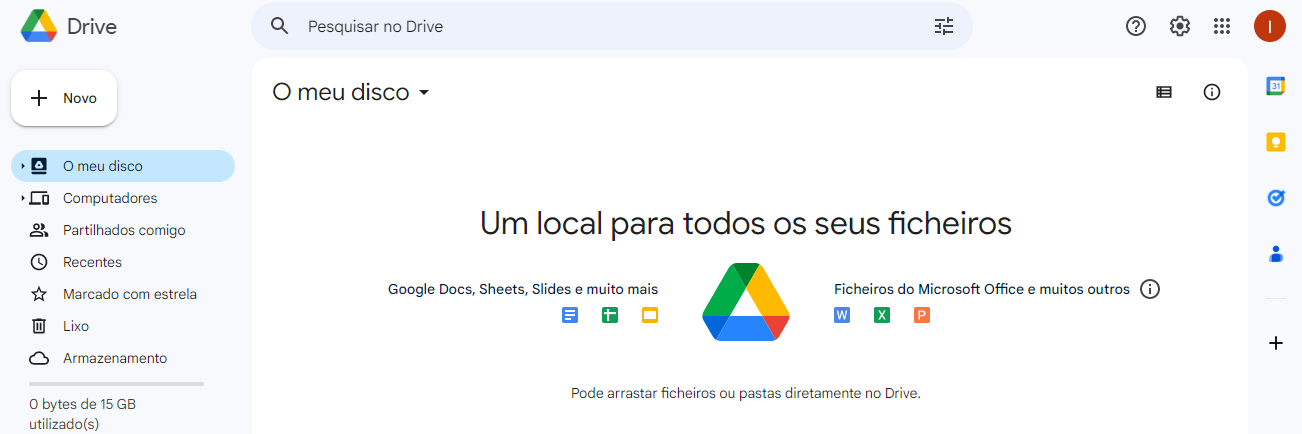 Drive
Pesquisar no Drive
I
Novo
O meu disco
Computadores
Partilhados comigo
Recentes
Marcado com estrela
Lixo
Armazenamento
0 bytes de 15 GB
utilizado(s)
O meu disco
Um local para todos os seus ficheiros
Google Docs, Sheets, Slides e muito mais
Ficheiros do Microsoft Office e muitos outros
W X P
Pode arrastar ficheiros ou pastas diretamente no Drive.
31